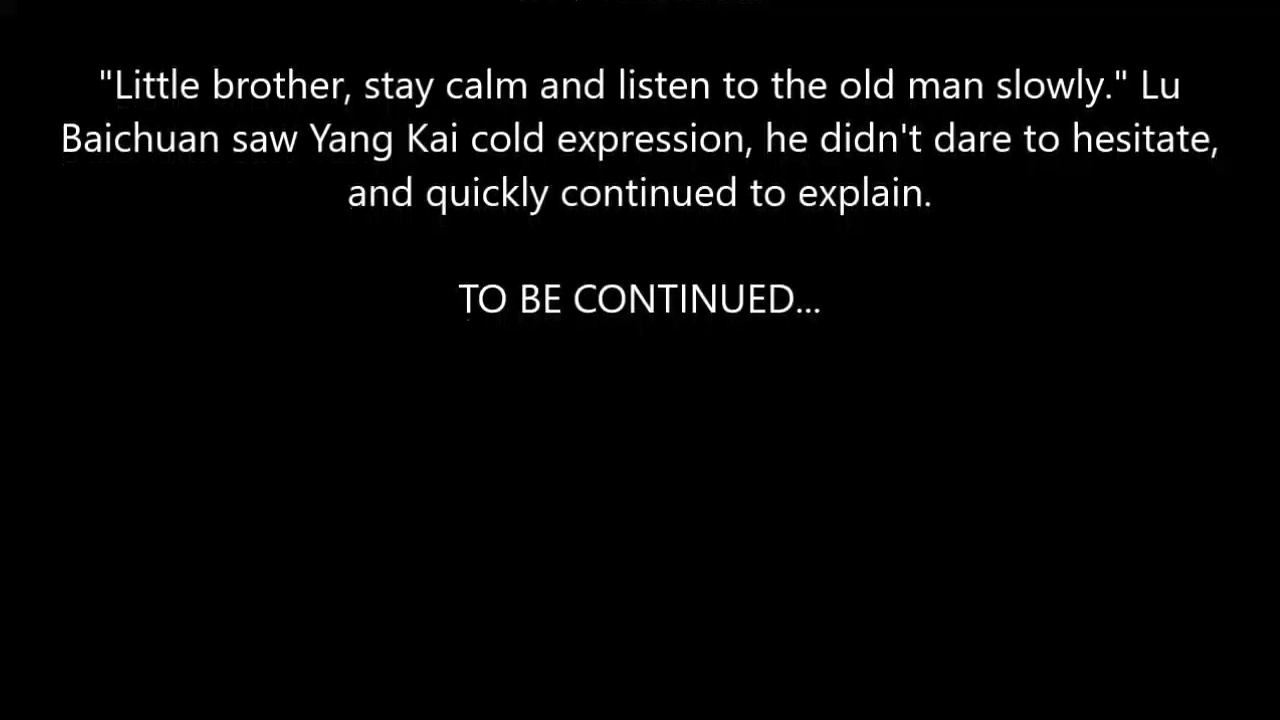 "Little brother, stay calm and listen to the old man slowly." Lu
Baichuan saw Yang Kai cold expression, he didn't dare to hesitate,
and quickly continued to explain.
TO BE CONTINUED...